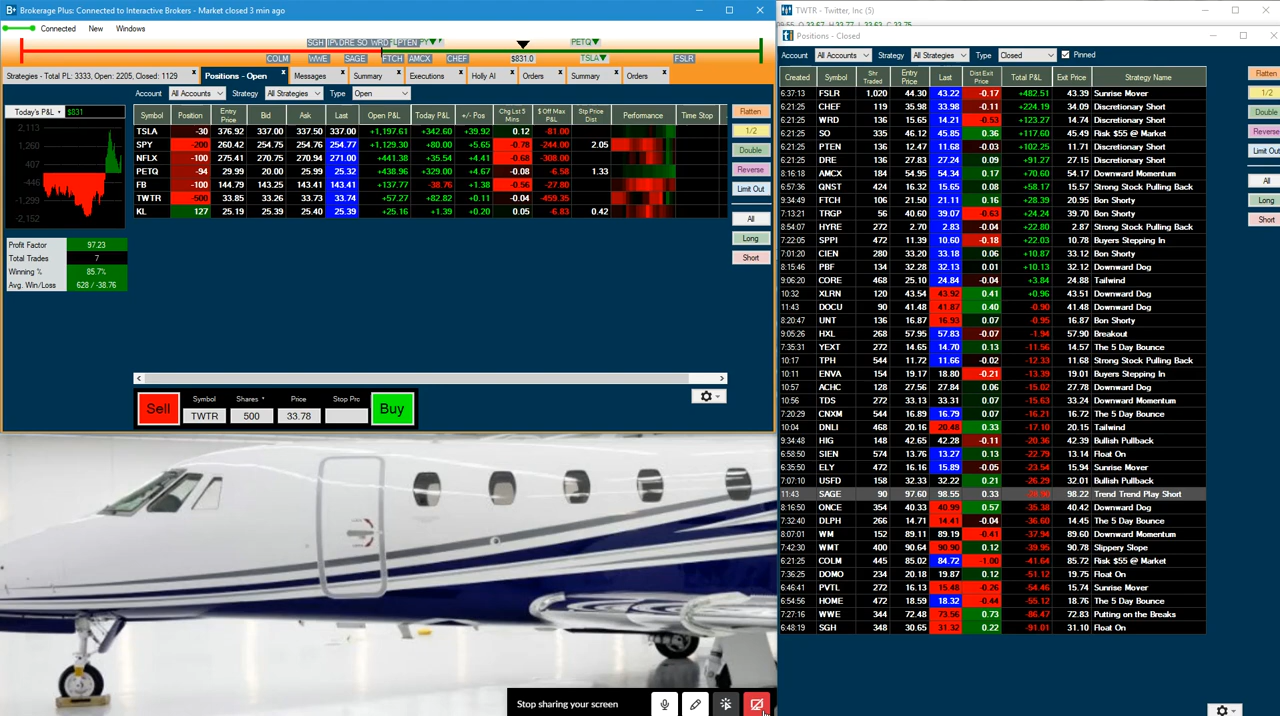 Brokerage Plus: Connected to Interactive Brokers - Market closed 3 min ago
Connected New Windows
COLM WWE SAGE FTCH AMCX CHEF $831.0 PETQ▼ TSLA▼ FSLR
Strategies - Total PL: 3333, Open: 2205, Closed: 1129 x Positions - Open x Messages x Summary x Executions x Holly AI x Orders x Summary x Orders x
Account All Accounts Strategy All Strategies Type Open
Today's P&L $831
2,113
1,260
407
-446
-1,299
-2,152
Profit Factor 97.23
Total Trades 7
Winning % 85.7%
Avg. Win/Loss 628 / -38.76
Symbol Position Entry Price Bid Ask Last Open P&L Today P&L +/- Pos Chg Lst 5 Mins $ Off Max P&L Stp Price Dist Performance Time Stop
TSLA -30 376.92 337.00 337.50 337.00 +1,197.61 +342.60 +39.92 0.12 -81.00
SPY -200 260.42 254.75 254.76 254.77 +1,129.30 +80.00 +5.65 -0.78 -244.00 2.05
NFLX -100 275.41 270.75 270.94 271.00 +441.38 +35.54 +4.41 -0.68 -308.00
PETQ -94 29.99 20.00 25.99 25.32 +438.96 +329.00 +4.67 -0.08 -6.58 1.33
FB -100 144.79 143.25 143.41 143.41 +137.77 -38.76 +1.38 -0.56 -27.80
TWTR -500 33.85 33.26 33.73 33.74 +57.27 +82.82 +0.11 -0.04 -459.35
KL 127 25.19 25.39 25.40 25.39 +25.16 +1.39 +0.20 0.05 -6.83 0.42
Flatten
1/2
Double
Reverse
Limit Out
All
Long
Short
Sell Symbol Shares Price Stop Prc Buy
TWTR 500 33.78
Stop sharing your screen
TWTR - Twitter, Inc (5)
Positions - Closed
Account All Accounts Strategy All Strategies Type Closed Pinned
Created Symbol Shr Traded Entry Price Last Dist Exit Price Total P&L Exit Price Strategy Name
6:37:13 FSLR 1,020 44.30 43.22 -0.17 +482.51 43.39 Sunrise Mover
6:21:25 CHEF 119 35.98 33.98 -0.11 +224.19 34.09 Discretionary Short
6:21:25 WRD 94 15.66 14.21 -0.53 +123.27 14.74 Discretionary Short
6:21:25 SO 335 46.12 45.85 0.36 +117.60 45.49 Risk $55 @ Market
6:21:25 PTEN 136 12.47 11.68 -0.03 +102.25 11.71 Discretionary Short
6:21:25 DRE 136 27.83 27.24 0.09 +91.27 27.15 Discretionary Short
8:16:18 AMCX 94 54.95 54.34 0.17 +70.60 54.17 Downward Momentum
6:57:36 QNST 424 16.32 15.65 0.08 +58.17 15.57 Strong Stock Pulling Back
9:34:49 FTCH 106 21.50 21.11 0.16 +28.39 20.95 Bon Shorty
7:13:21 TRGP 56 40.60 39.07 -0.63 +24.24 39.70 Bon Shorty
8:54:07 HYRE 272 2.70 2.83 -0.04 +22.80 2.87 Strong Stock Pulling Back
7:22:05 SPPI 472 11.39 10.60 -0.18 +22.03 10.78 Buyers Stepping In
7:01:20 CIEN 280 33.20 33.18 0.06 +10.87 33.12 Bon Shorty
8:15:46 PBF 134 32.28 32.13 0.01 +10.13 32.12 Downward Dog
9:06:20 CORE 468 25.10 24.84 -0.04 +3.84 24.88 Tailwind
10:32 XLRN 120 43.54 43.92 0.41 +0.96 43.51 Downward Dog
11:43 DOCU 90 41.48 41.87 0.40 -0.90 41.48 Downward Dog
8:20:47 UNT 136 16.87 16.93 0.07 -0.95 16.87 Bon Shorty
9:05:26 HXL 268 57.95 57.83 -0.07 -1.94 57.90 Breakout
7:35:31 YEXT 272 14.65 14.70 0.13 -11.56 14.57 The 5 Day Bounce
10:17 TPH 544 11.72 11.66 -0.02 -12.33 11.68 Strong Stock Pulling Back
10:11 ENVA 154 19.17 18.80 -0.21 -13.39 19.01 Buyers Stepping In
10:57 ACHC 128 27.56 27.84 0.06 -15.02 27.78 Downward Dog
10:56 TDS 272 33.13 33.31 0.07 -15.63 33.24 Downward Momentum
7:20:29 CNXM 544 16.89 16.79 0.07 -16.21 16.72 The 5 Day Bounce
10:04 DNLI 468 20.16 20.48 0.33 -17.10 20.15 Tailwind
9:34:48 HIG 148 42.65 42.28 -0.11 -20.36 42.39 Bullish Pullback
6:58:50 SIEN 574 13.76 13.27 0.13 -22.79 13.14 Float On
6:35:50 ELY 472 16.16 15.89 -0.05 -23.54 15.94 Sunrise Mover
7:07:10 USFD 158 32.33 32.22 0.21 -26.29 32.01 Bullish Pullback
11:43 SAGE 90 97.60 98.55 0.33 98.22 Trend Trend Play Short
8:16:50 ONCE 354 40.33 40.99 0.57 -35.38 40.42 Downward Dog
7:32:40 DLPH 266 14.71 14.41 -0.04 -36.60 14.45 The 5 Day Bounce
8:07:01 WM 152 89.11 89.19 -0.41 -37.94 89.60 Downward Momentum
7:42:30 WMT 400 90.64 90.90 0.12 -39.95 90.78 Slippery Slope
6:21:25 COLM 445 85.02 84.72 -1.00 -41.64 85.72 Risk $55 @ Market
7:36:25 DOMO 234 20.18 19.87 0.12 -51.12 19.75 Float On
6:46:41 PVTL 272 16.13 15.48 -0.26 -54.46 15.74 Sunrise Mover
6:54:56 HOME 472 18.59 18.32 -0.44 -55.12 18.76 The 5 Day Bounce
7:27:16 WWE 344 72.48 73.56 0.73 -86.47 72.83 Putting on the Breaks
6:48:19 SGH 348 30.65 31.32 0.22 -91.01 31.10 Float On
Flatten
1/2
Double
Reverse
Limit Out
All
Long
Short